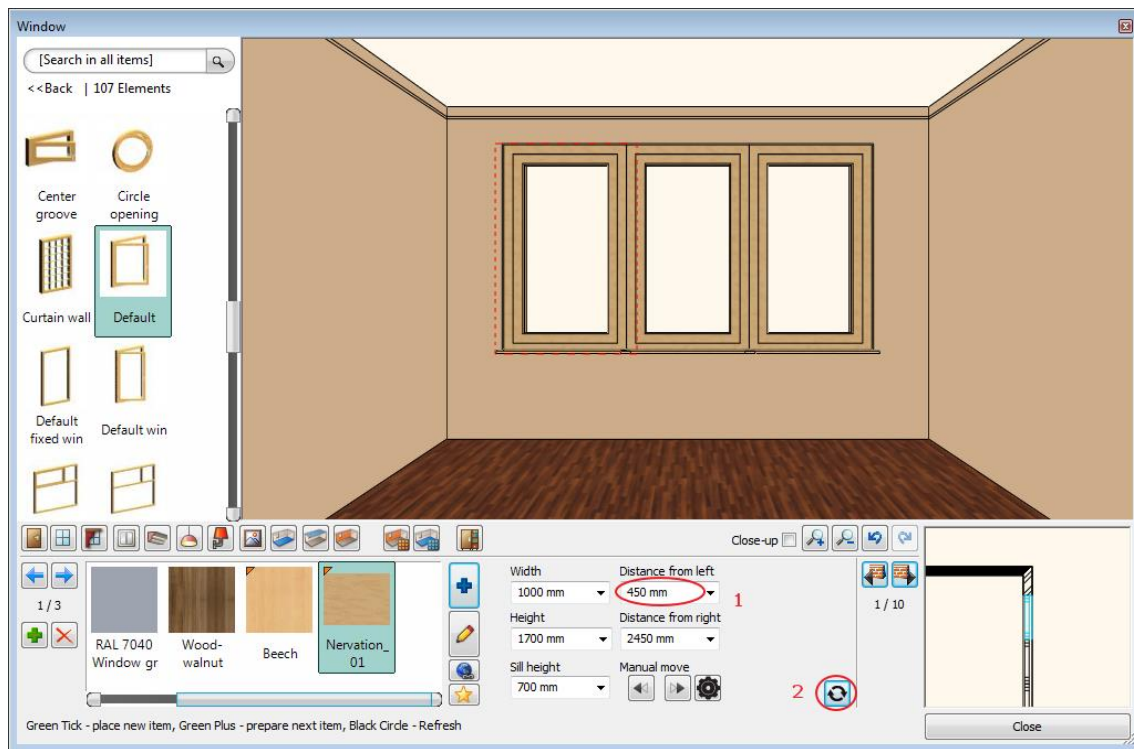 Window
[Search in all items]
<<Back | 107 Elements
Center groove
Circle opening
Curtain wall
Default
Default fixed win
Default win
Close-up
1 / 3
RAL 7040 Window gr
Wood-walnut
Beech
Nervation_01
Width
1000 mm
Height
1700 mm
Sill height
700 mm
Distance from left
450 mm
1
Distance from right
2450 mm
Manual move
2
1 / 10
Green Tick - place new item, Green Plus - prepare next item, Black Circle - Refresh
Close